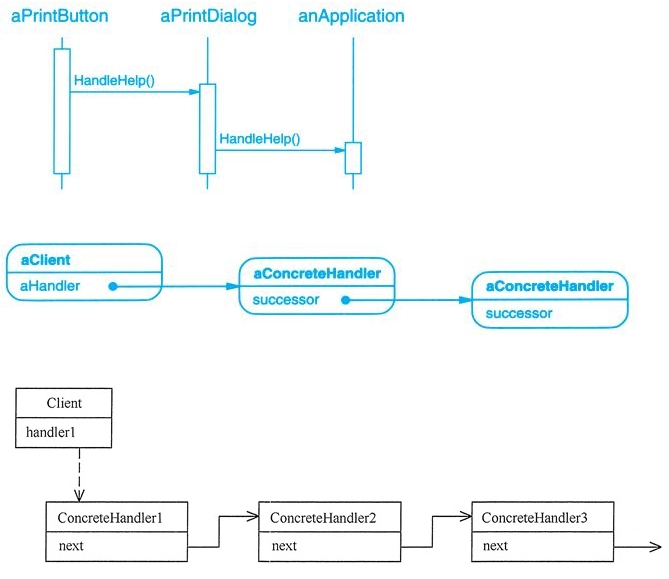 aPrintButton aPrintDialog anApplication
HandleHelp()
HandleHelp()
aClient
aHandler
aConcreteHandler
successor
aConcreteHandler
successor
Client
handler1
ConcreteHandler1
next
ConcreteHandler2
next
ConcreteHandler3
next